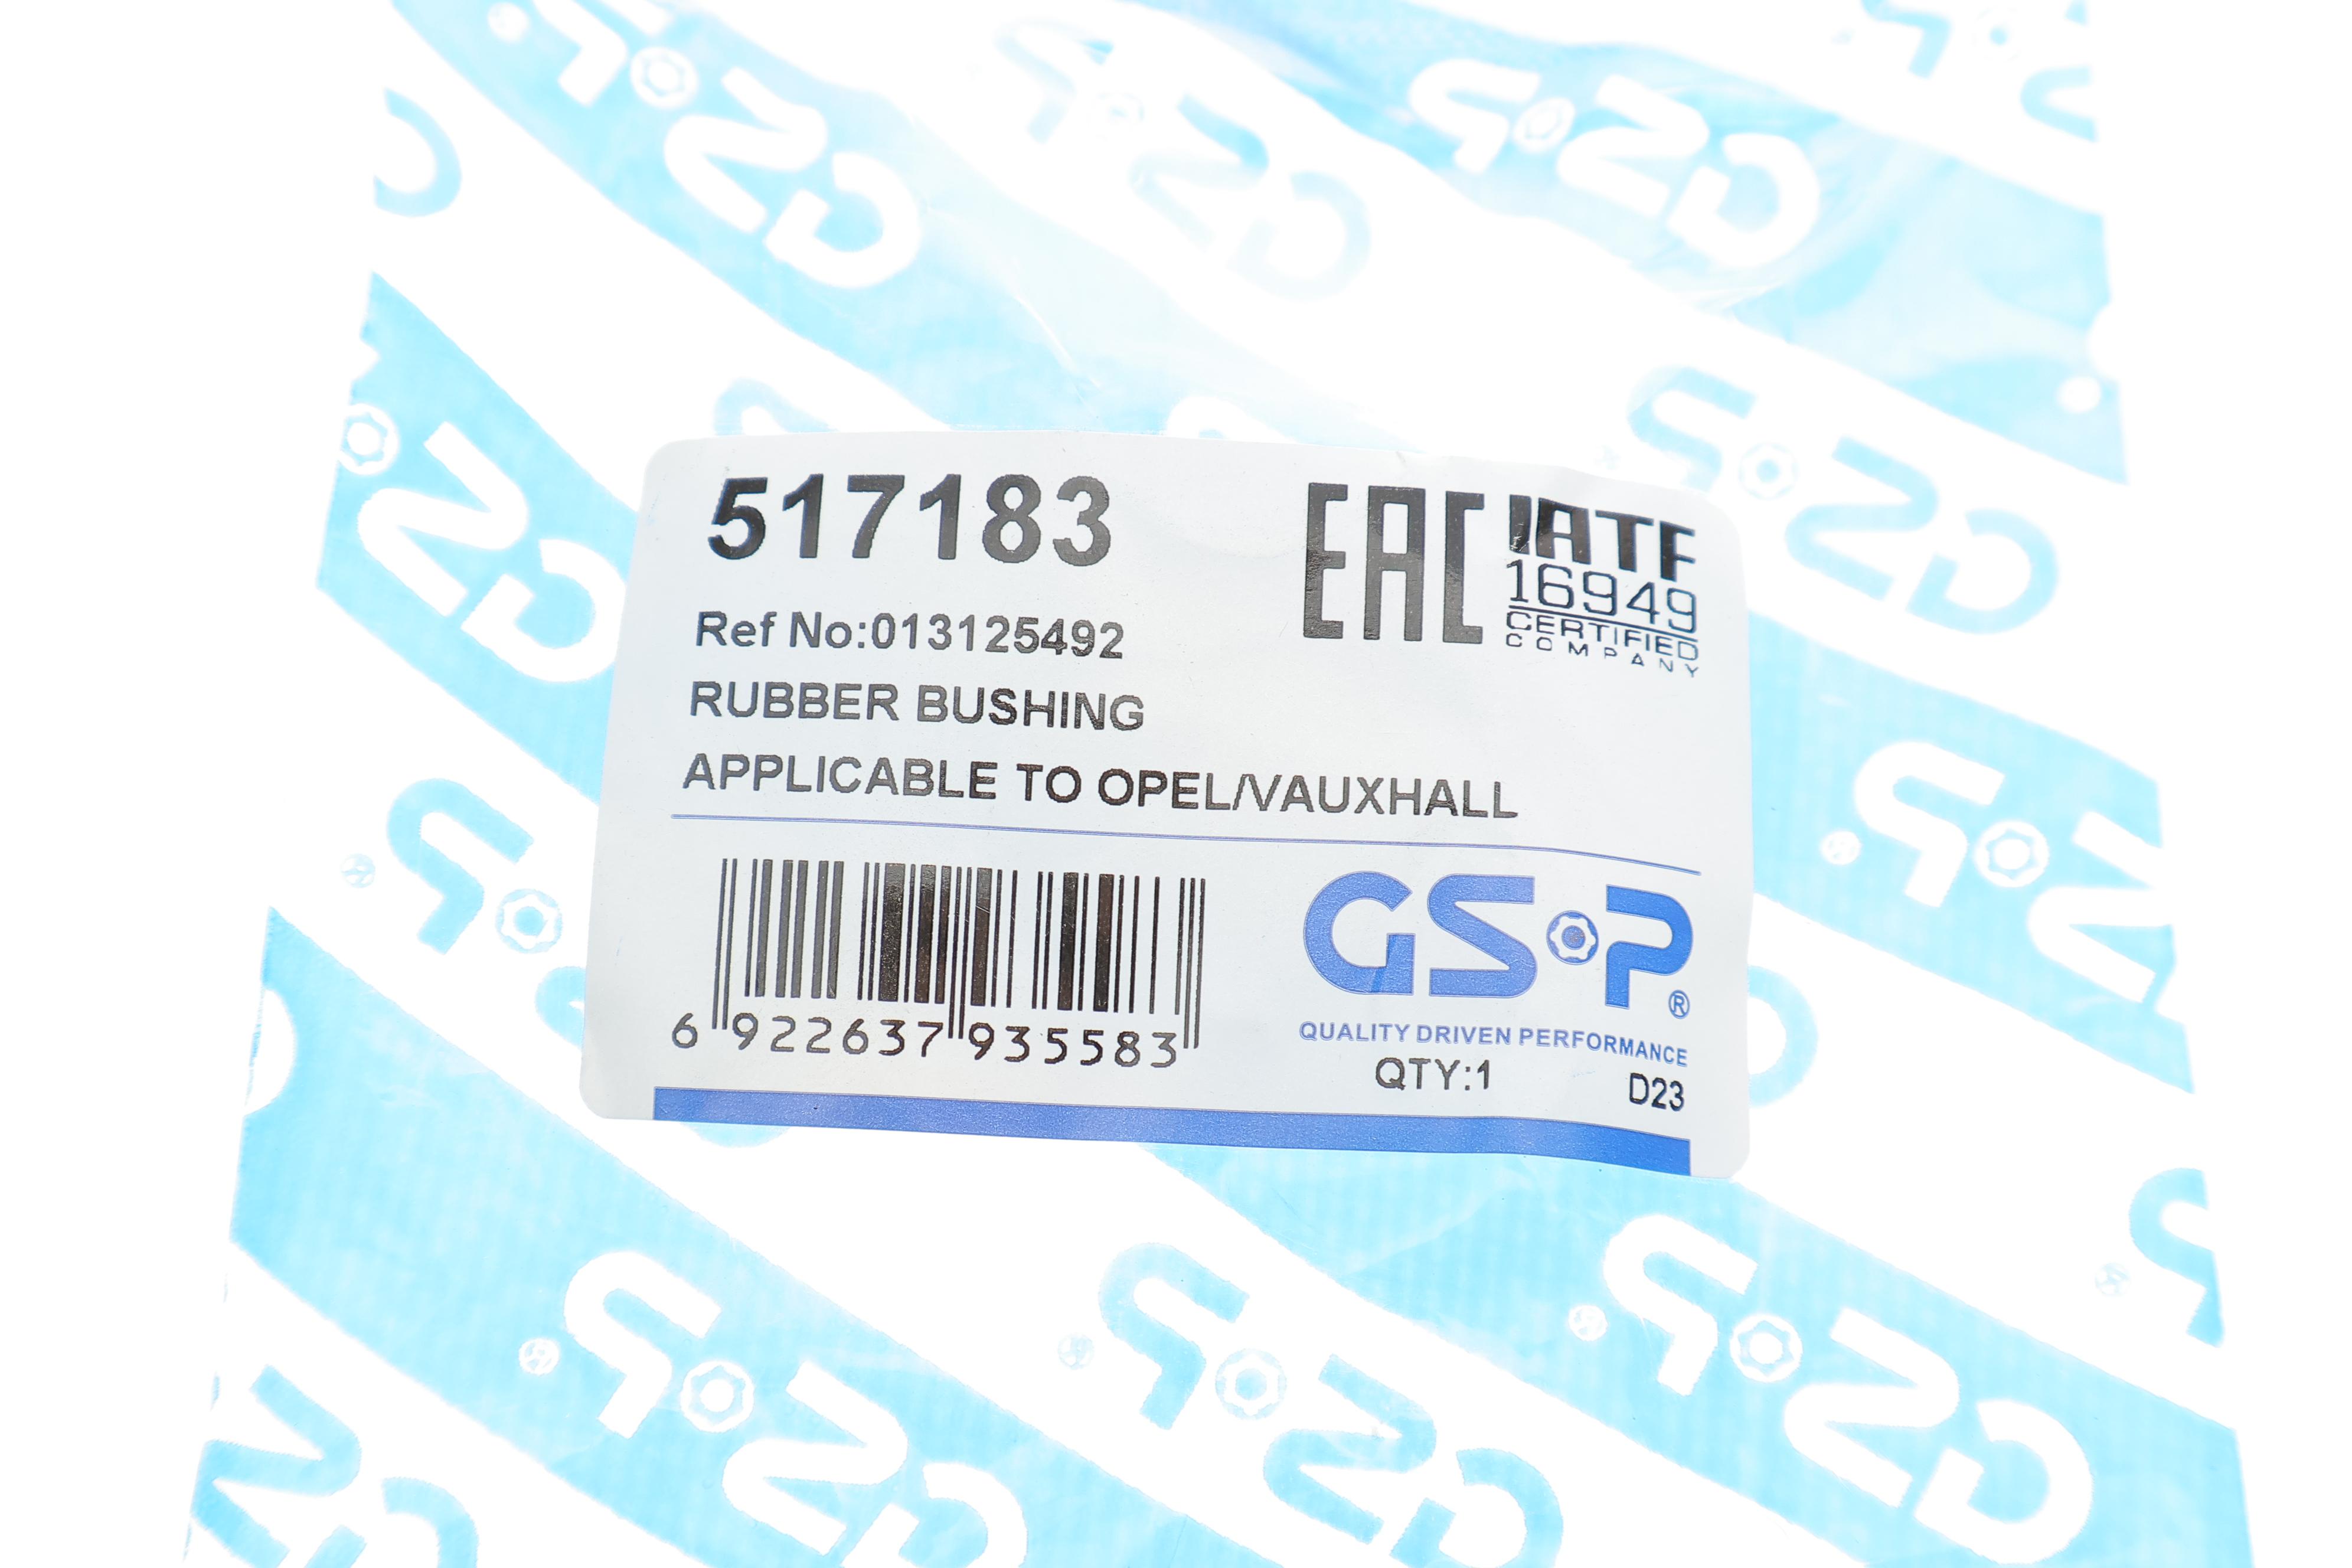 517183
EAC
IATF
16949
CERTIFIED
COMPANY
Ref No:013125492
RUBBER BUSHING
APPLICABLE TO OPEL/VAUXHALL
6 922637 935583
GSP®
QUALITY DRIVEN PERFORMANCE
QTY:1
D23